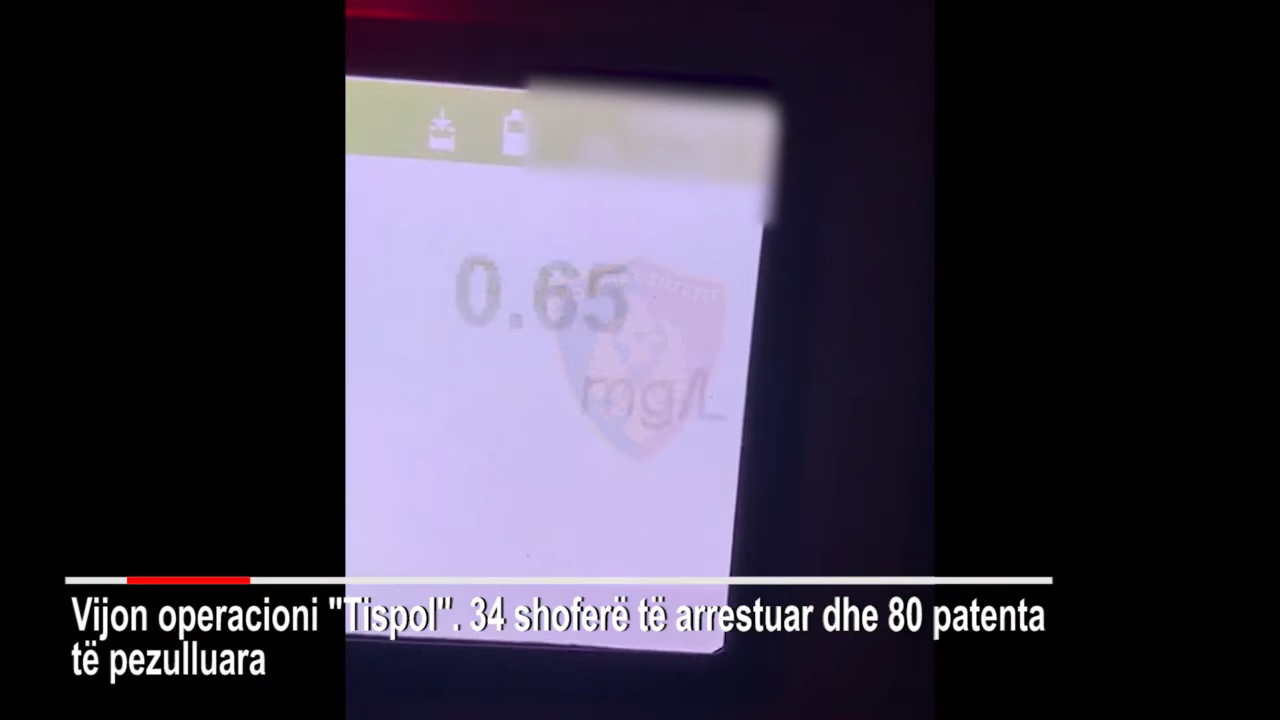 0.65
mg/L
Vijon operacioni "Tispol". 34 shoferë të arrestuar dhe 80 patenta
të pezulluara